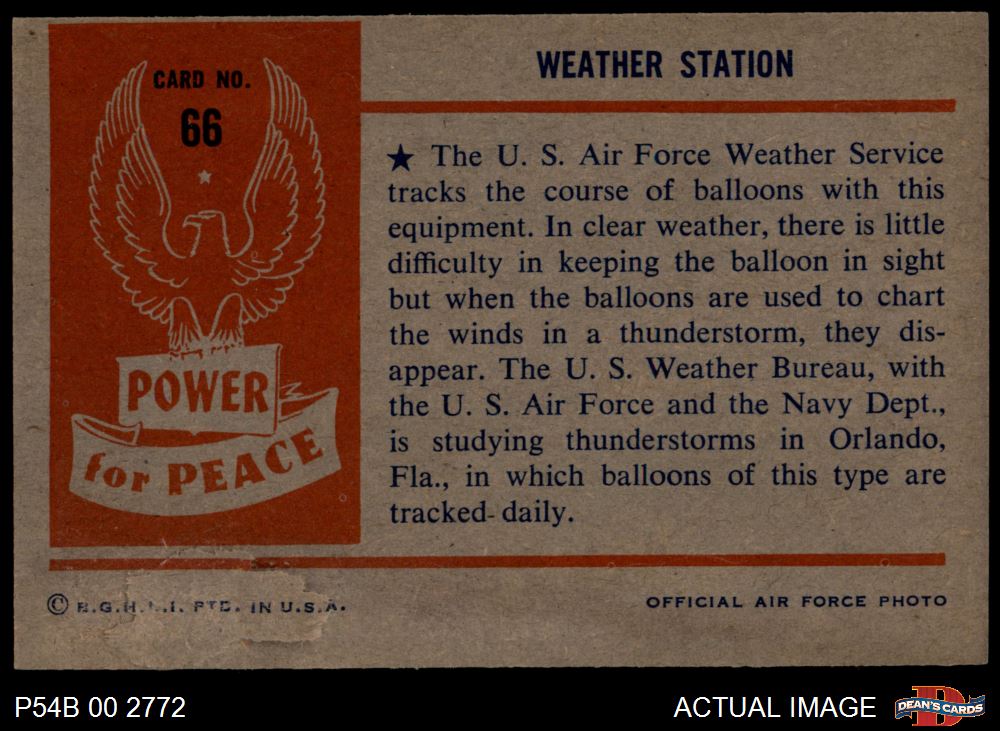 CARD NO.
66
POWER
for PEACE
WEATHER STATION
★ The U. S. Air Force Weather Service
tracks the course of balloons with this
equipment. In clear weather, there is little
difficulty in keeping the balloon in sight
but when the balloons are used to chart
the winds in a thunderstorm, they dis-
appear. The U. S. Weather Bureau, with
the U. S. Air Force and the Navy Dept.,
is studying thunderstorms in Orlando,
Fla., in which balloons of this type are
tracked- daily.
© PTD. IN U.S.A.
OFFICIAL AIR FORCE PHOTO
P54B 00 2772
ACTUAL IMAGE
D
DEAN'S CARDS